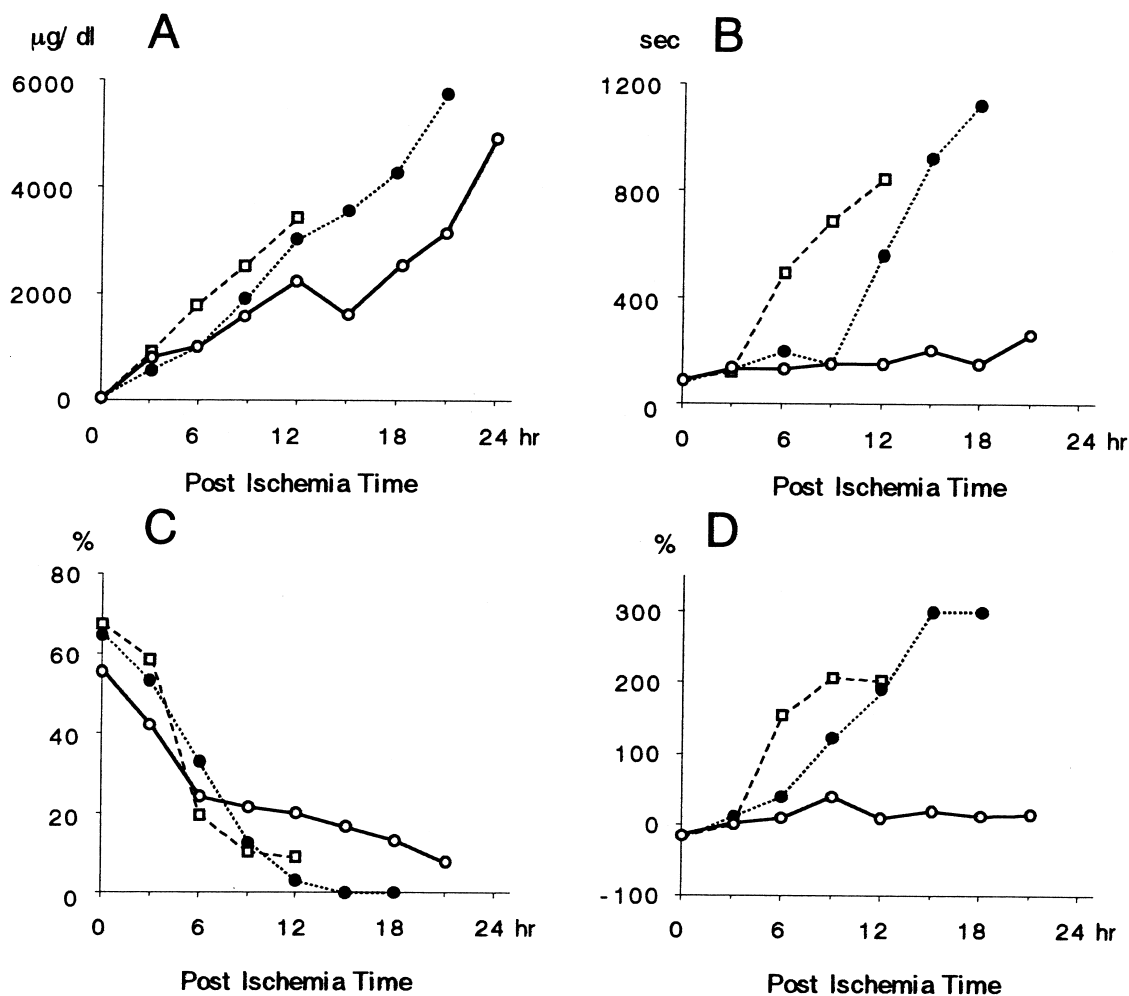 µg/ dl A
6000
4000
2000
0
0 6 12 18 24 hr
Post Ischemia Time
sec B
1200
800
400
0
0 6 12 18 24 hr
Post Ischemia Time
% C
80
60
40
20
0
0 6 12 18 24 hr
Post Ischemia Time
% D
300
200
100
0
-100
0 6 12 18 24 hr
Post Ischemia Time